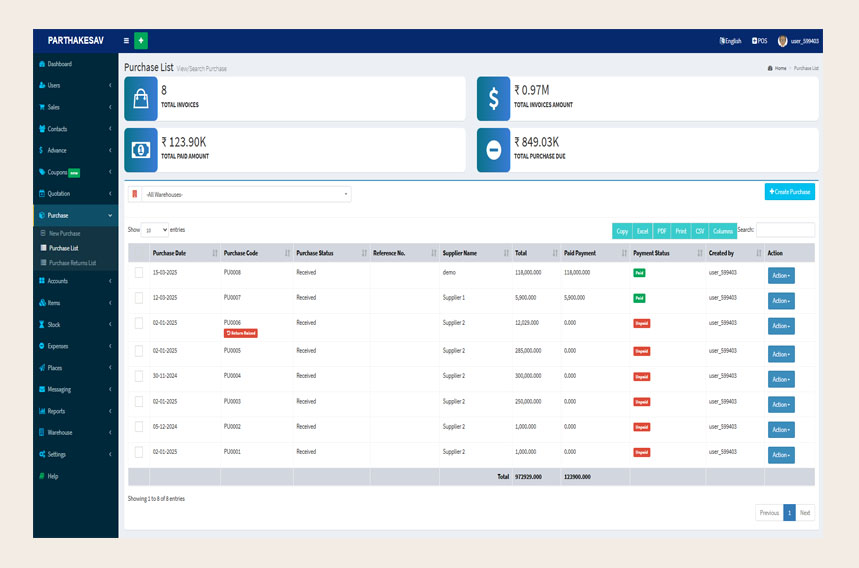 PARTHAKESAV
English POS user_599403
Dashboard
Users
Sales
Contacts
Advance
Coupons new
Quotation
Purchase
New Purchase
Purchase List
Purchase Returns List
Accounts
Items
Stock
Expenses
Places
Messaging
Reports
Warehouse
Settings
Help
Purchase List View/Search Purchase
Home Purchase List
8
TOTAL INVOICES
₹ 0.97M
TOTAL INVOICES AMOUNT
₹ 123.90K
TOTAL PAID AMOUNT
₹ 849.03K
TOTAL PURCHASE DUE
-All Warehouses-
Create Purchase
Show 10 entries
Copy Excel PDF Print CSV Columns Search:
Purchase Date Purchase Code Purchase Status Reference No. Supplier Name Total Paid Payment Payment Status Created by Action
15-03-2025 PU0008 Received demo 118,000.000 118,000.000 Paid user_599403 Action
12-03-2025 PU0007 Received Supplier 1 5,900.000 5,900.000 Paid user_599403 Action
02-01-2025 PU0006 Received Supplier 2 12,029.000 0.000 Unpaid user_599403 Action
Return Raised
02-01-2025 PU0005 Received Supplier 2 285,000.000 0.000 Unpaid user_599403 Action
30-11-2024 PU0004 Received Supplier 2 300,000.000 0.000 Unpaid user_599403 Action
02-01-2025 PU0003 Received Supplier 2 250,000.000 0.000 Unpaid user_599403 Action
05-12-2024 PU0002 Received Supplier 2 1,000.000 0.000 Unpaid user_599403 Action
02-01-2025 PU0001 Received Supplier 2 1,000.000 0.000 Unpaid user_599403 Action
Total 972929.000 123900.000
Showing 1 to 8 of 8 entries
Previous 1 Next